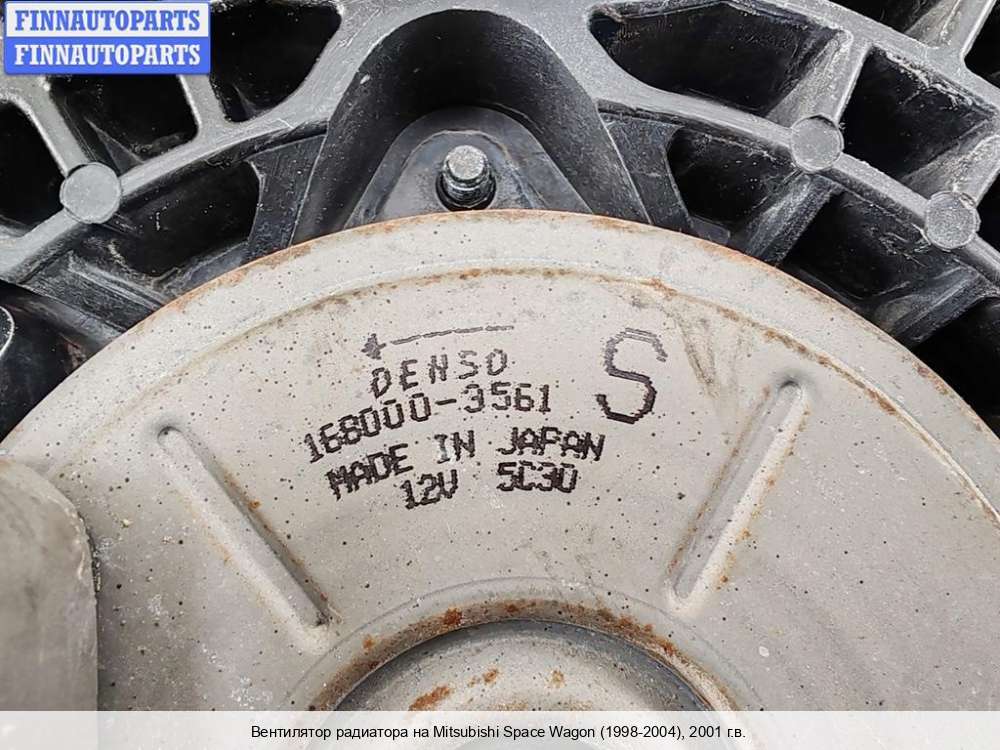 FINNAUTOPARTS
FINNAUTOPARTS
DENSO
S
168000-3561
MADE IN JAPAN
12V 5C30
Вентилятор радиатора на Mitsubishi Space Wagon (1998-2004), 2001 г.в.